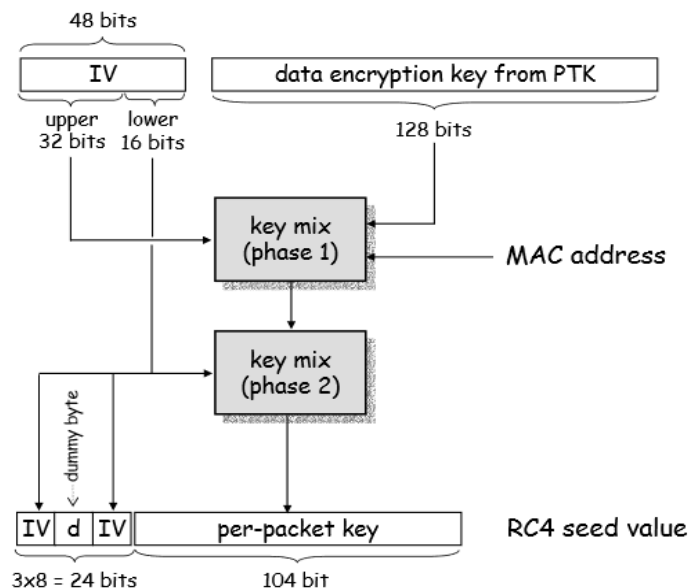 48 bits
IV
data encryption key from PTK
upper
32 bits
lower
16 bits
128 bits
key mix
(phase 1)
MAC address
key mix
(phase 2)
dummy byte
IV
d
IV
per-packet key
RC4 seed value
3x8 = 24 bits
104 bit